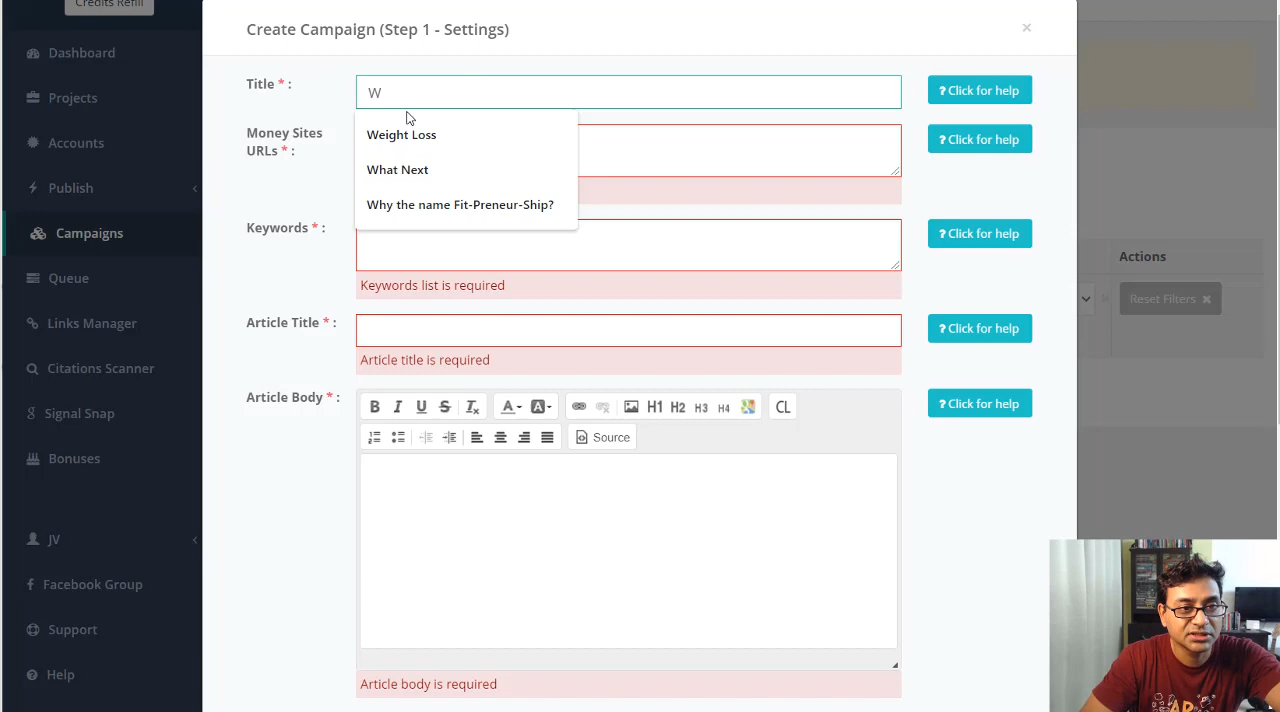 Credits Refill
Dashboard
Projects
Accounts
Publish
Campaigns
Queue
Links Manager
Citations Scanner
Signal Snap
Bonuses
JV
Facebook Group
Support
Help
Create Campaign (Step 1 - Settings)
×
Title * :
W
? Click for help
Weight Loss
What Next
Why the name Fit-Preneur-Ship?
Money Sites
URLs * :
? Click for help
Keywords * :
Keywords list is required
? Click for help
Article Title * :
Article title is required
? Click for help
Article Body * :
B I U S Tx A A H1 H2 H3 H4 CL
Source
Article body is required
? Click for help
Actions
Reset Filters ×